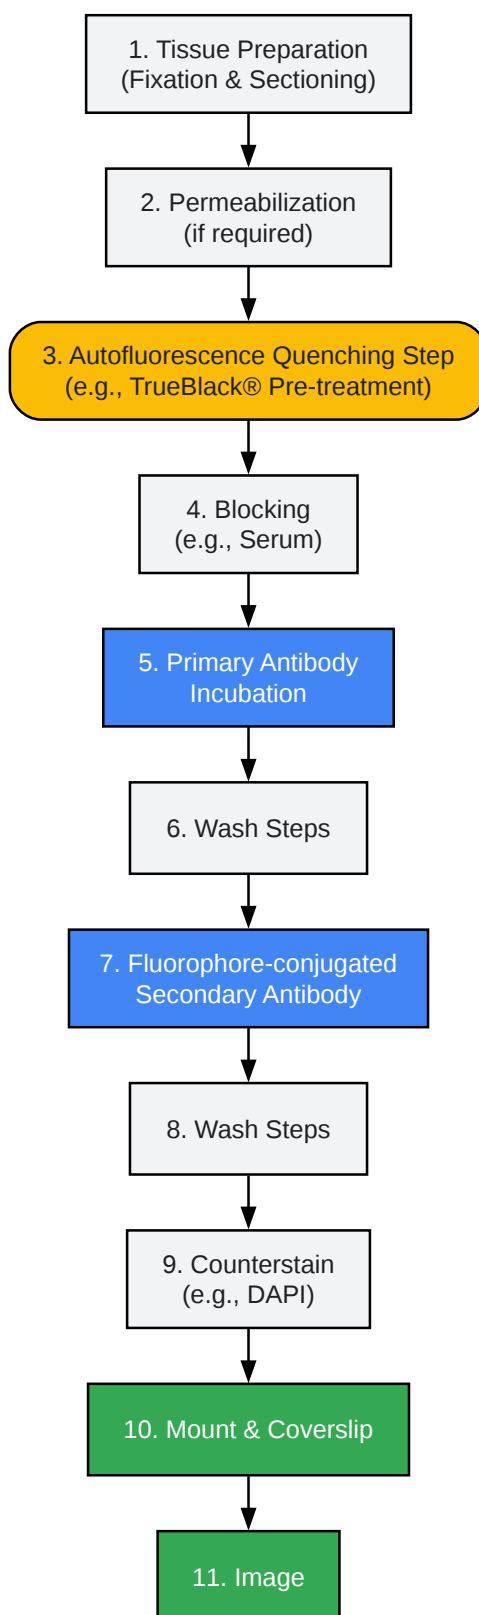 1. Tissue Preparation
(Fixation & Sectioning)
2. Permeabilization
(if required)
3. Autofluorescence Quenching Step
(e.g., TrueBlack® Pre-treatment)
4. Blocking
(e.g., Serum)
5. Primary Antibody
Incubation
6. Wash Steps
7. Fluorophore-conjugated
Secondary Antibody
8. Wash Steps
9. Counterstain
(e.g., DAPI)
10. Mount & Coverslip
11. Image